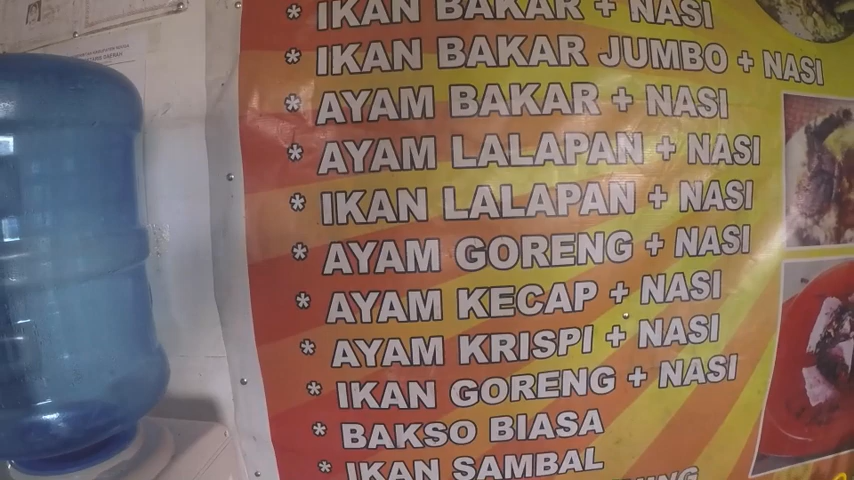 * IKAN BAKAR + NASI
* IKAN BAKAR JUMBO + NASI
* AYAM BAKAR + NASI
* AYAM LALAPAN + NASI
* IKAN LALAPAN + NASI
* AYAM GORENG + NASI
* AYAM KECAP + NASI
* AYAM KRISPI + NASI
* IKAN GORENG + NASI
* BAKSO BIASA
* IKAN SAMBAL